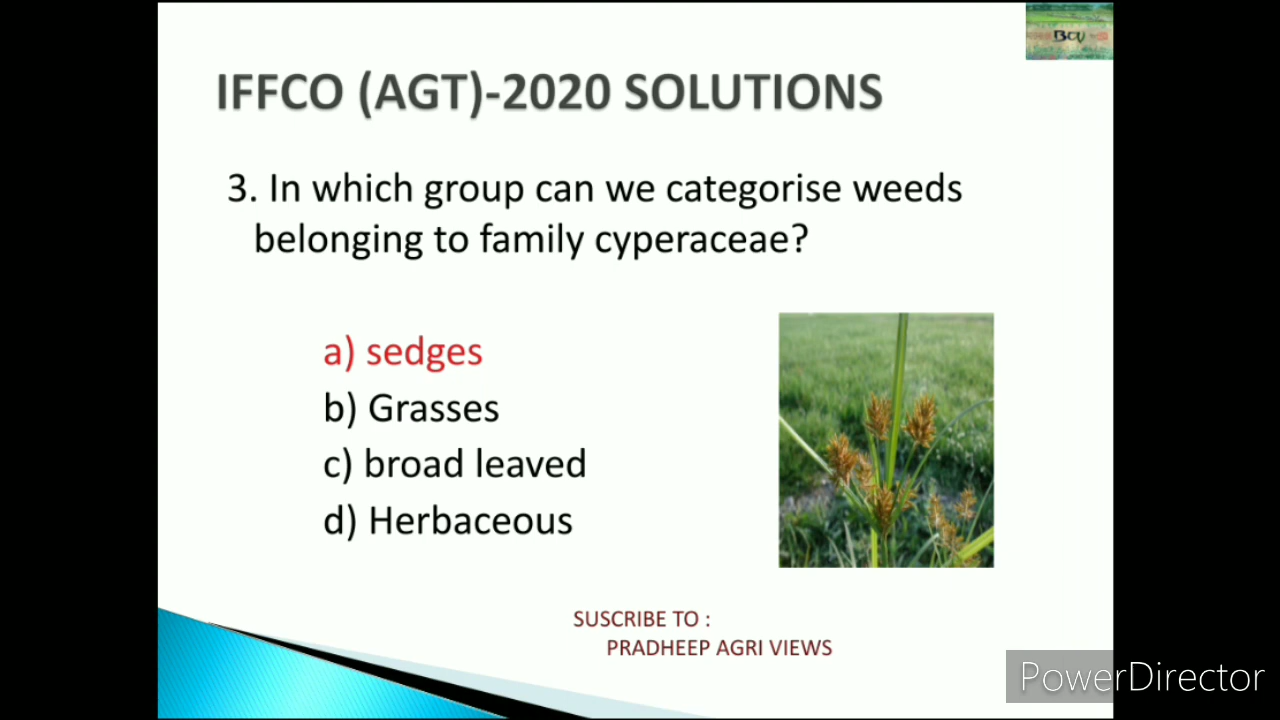 IFFCO (AGT)-2020 SOLUTIONS
3. In which group can we categorise weeds
belonging to family cyperaceae?
a) sedges
b) Grasses
c) broad leaved
d) Herbaceous
SUSCRIBE TO :
PRADHEEP AGRI VIEWS
PowerDirector